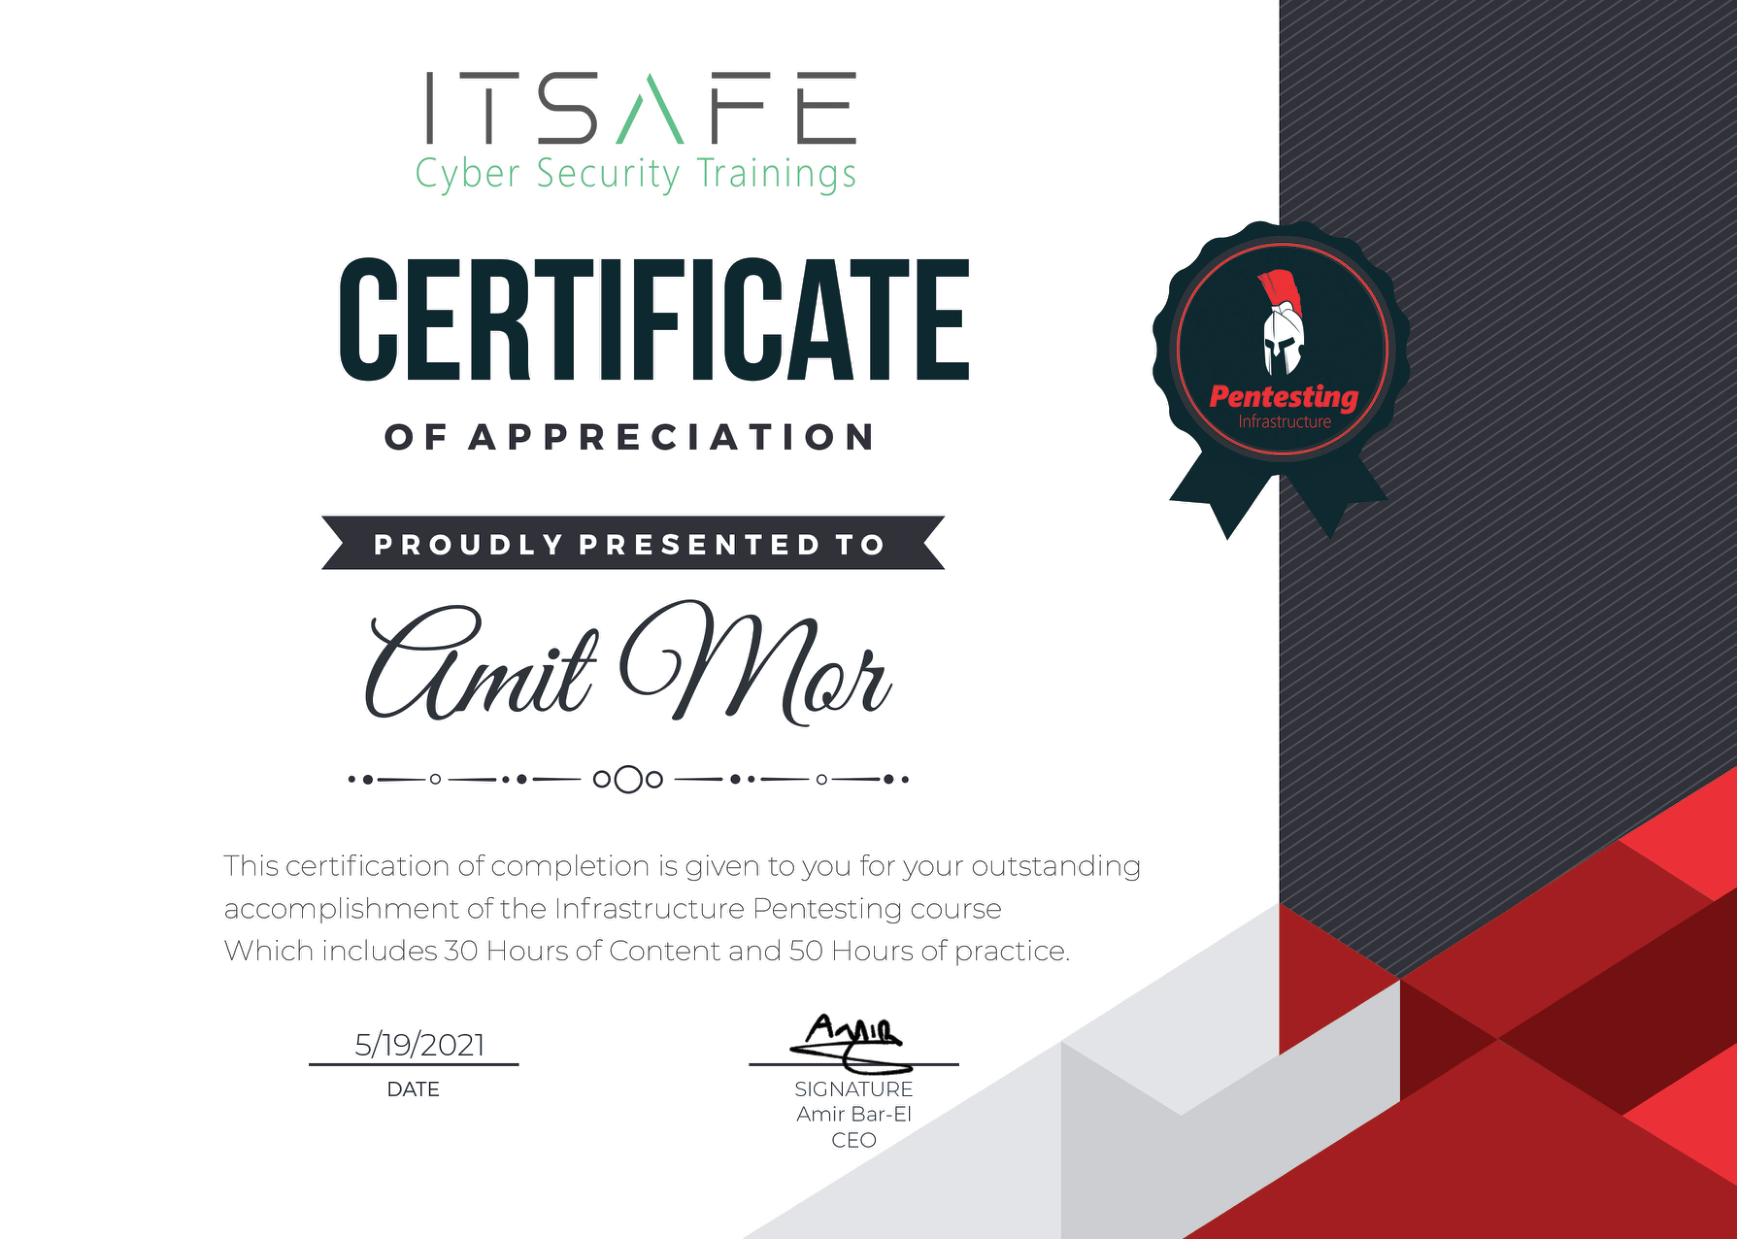 ITSAFE
Cyber Security Trainings
CERTIFICATE
OF APPRECIATION
Pentesting
Infrastructure
PROUDLY PRESENTED TO
Amit Mor
This certification of completion is given to you for your outstanding
accomplishment of the Infrastructure Pentesting course
Which includes 30 Hours of Content and 50 Hours of practice.
5/19/2021
DATE
AMIR
SIGNATURE
Amir Bar-El
CEO